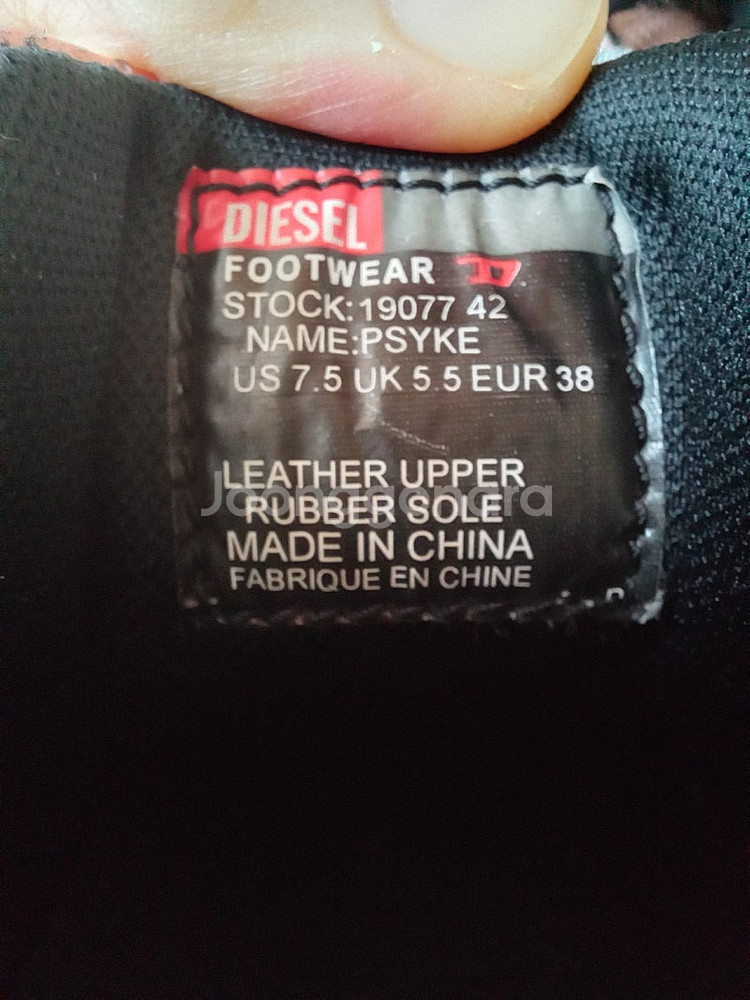 DIESEL
FOOTWEAR D
STOCK:19077 42
NAME:PSYKE
US 7.5 UK 5.5 EUR 38
LEATHER UPPER
Joonggonara
RUBBER SOLE
MADE IN CHINA
FABRIQUE EN CHINE